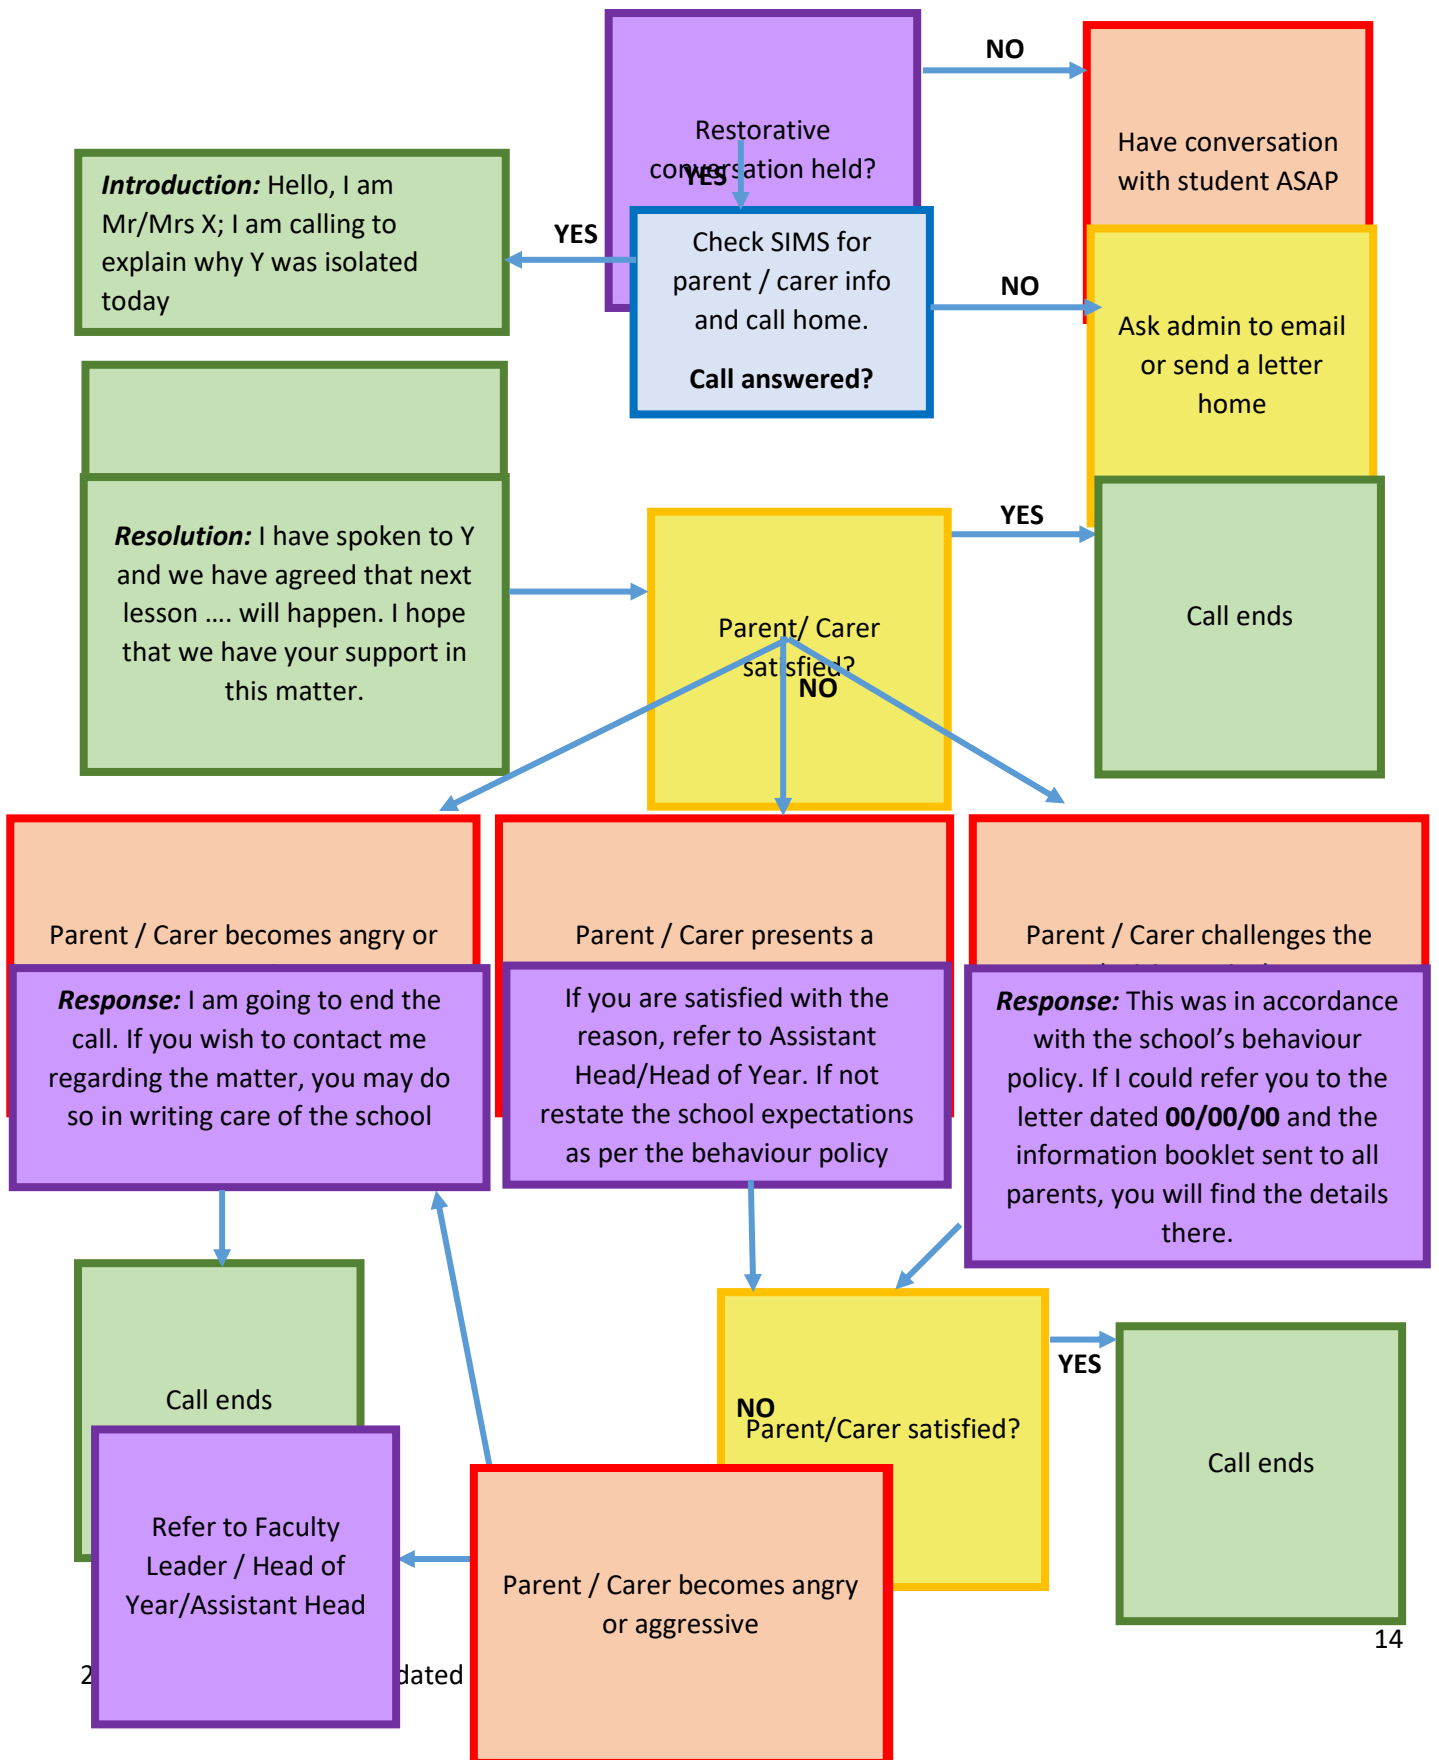 NO
Restorative
conversation held?
YES
Have conversation
with student ASAP
Introduction: Hello, I am
Mr/Mrs X; I am calling to
explain why Y was isolated
today
YES
Check SIMS for
parent / carer info
and call home.
Call answered?
NO
Ask admin to email
or send a letter
home
Resolution: I have spoken to Y
and we have agreed that next
lesson .... will happen. I hope
that we have your support in
this matter.
Parent/ Carer
satisfied?
NO
YES
Call ends
Parent / Carer becomes angry or
Parent / Carer presents a
Parent / Carer challenges the
Response: I am going to end the
call. If you wish to contact me
regarding the matter, you may do
so in writing care of the school
If you are satisfied with the
reason, refer to Assistant
Head/Head of Year. If not
restate the school expectations
as per the behaviour policy
Response: This was in accordance
with the school’s behaviour
policy. If I could refer you to the
letter dated 00/00/00 and the
information booklet sent to all
parents, you will find the details
there.
Call ends
NO
Parent/Carer satisfied?
YES
Call ends
Refer to Faculty
Leader / Head of
Year/Assistant Head
Parent / Carer becomes angry
or aggressive
14
2
dated